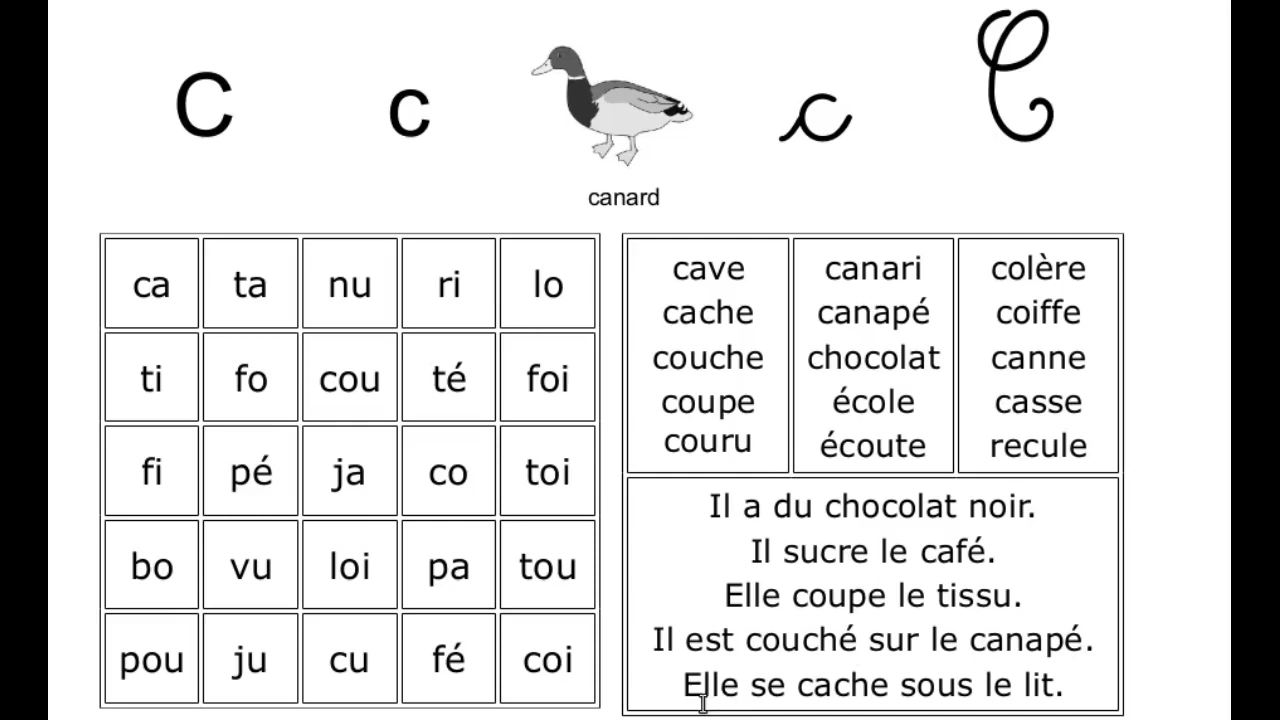 C c c C
canard
ca ta nu ri lo
ti fo cou té foi
fi pé ja co toi
bo vu loi pa tou
pou ju cu fé coi
cave
cache
couche
coupe
couru
canari
canapé
chocolat
école
écoute
colère
coiffe
canne
casse
recule
Il a du chocolat noir.
Il sucre le café.
Elle coupe le tissu.
Il est couché sur le canapé.
Elle se cache sous le lit.